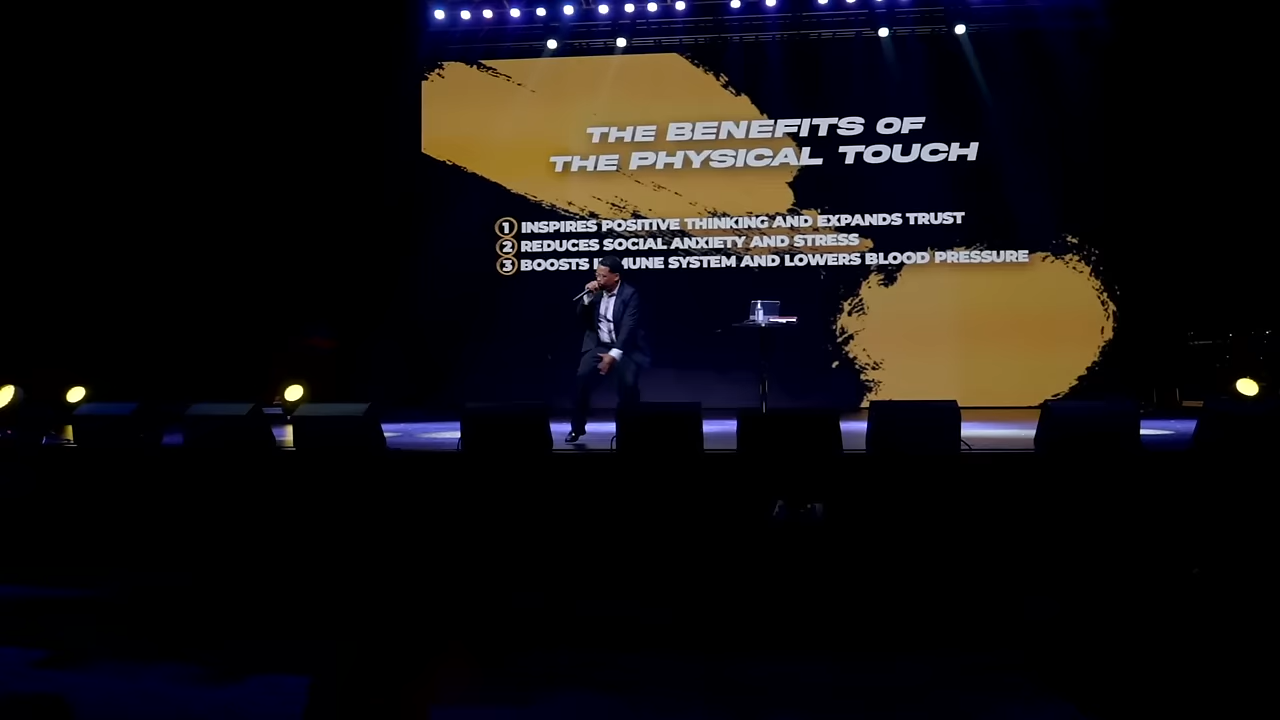 THE BENEFITS OF
THE PHYSICAL TOUCH
1 INSPIRES POSITIVE THINKING AND EXPANDS TRUST
2 REDUCES SOCIAL ANXIETY AND STRESS
3 BOOSTS IMMUNE SYSTEM AND LOWERS BLOOD PRESSURE